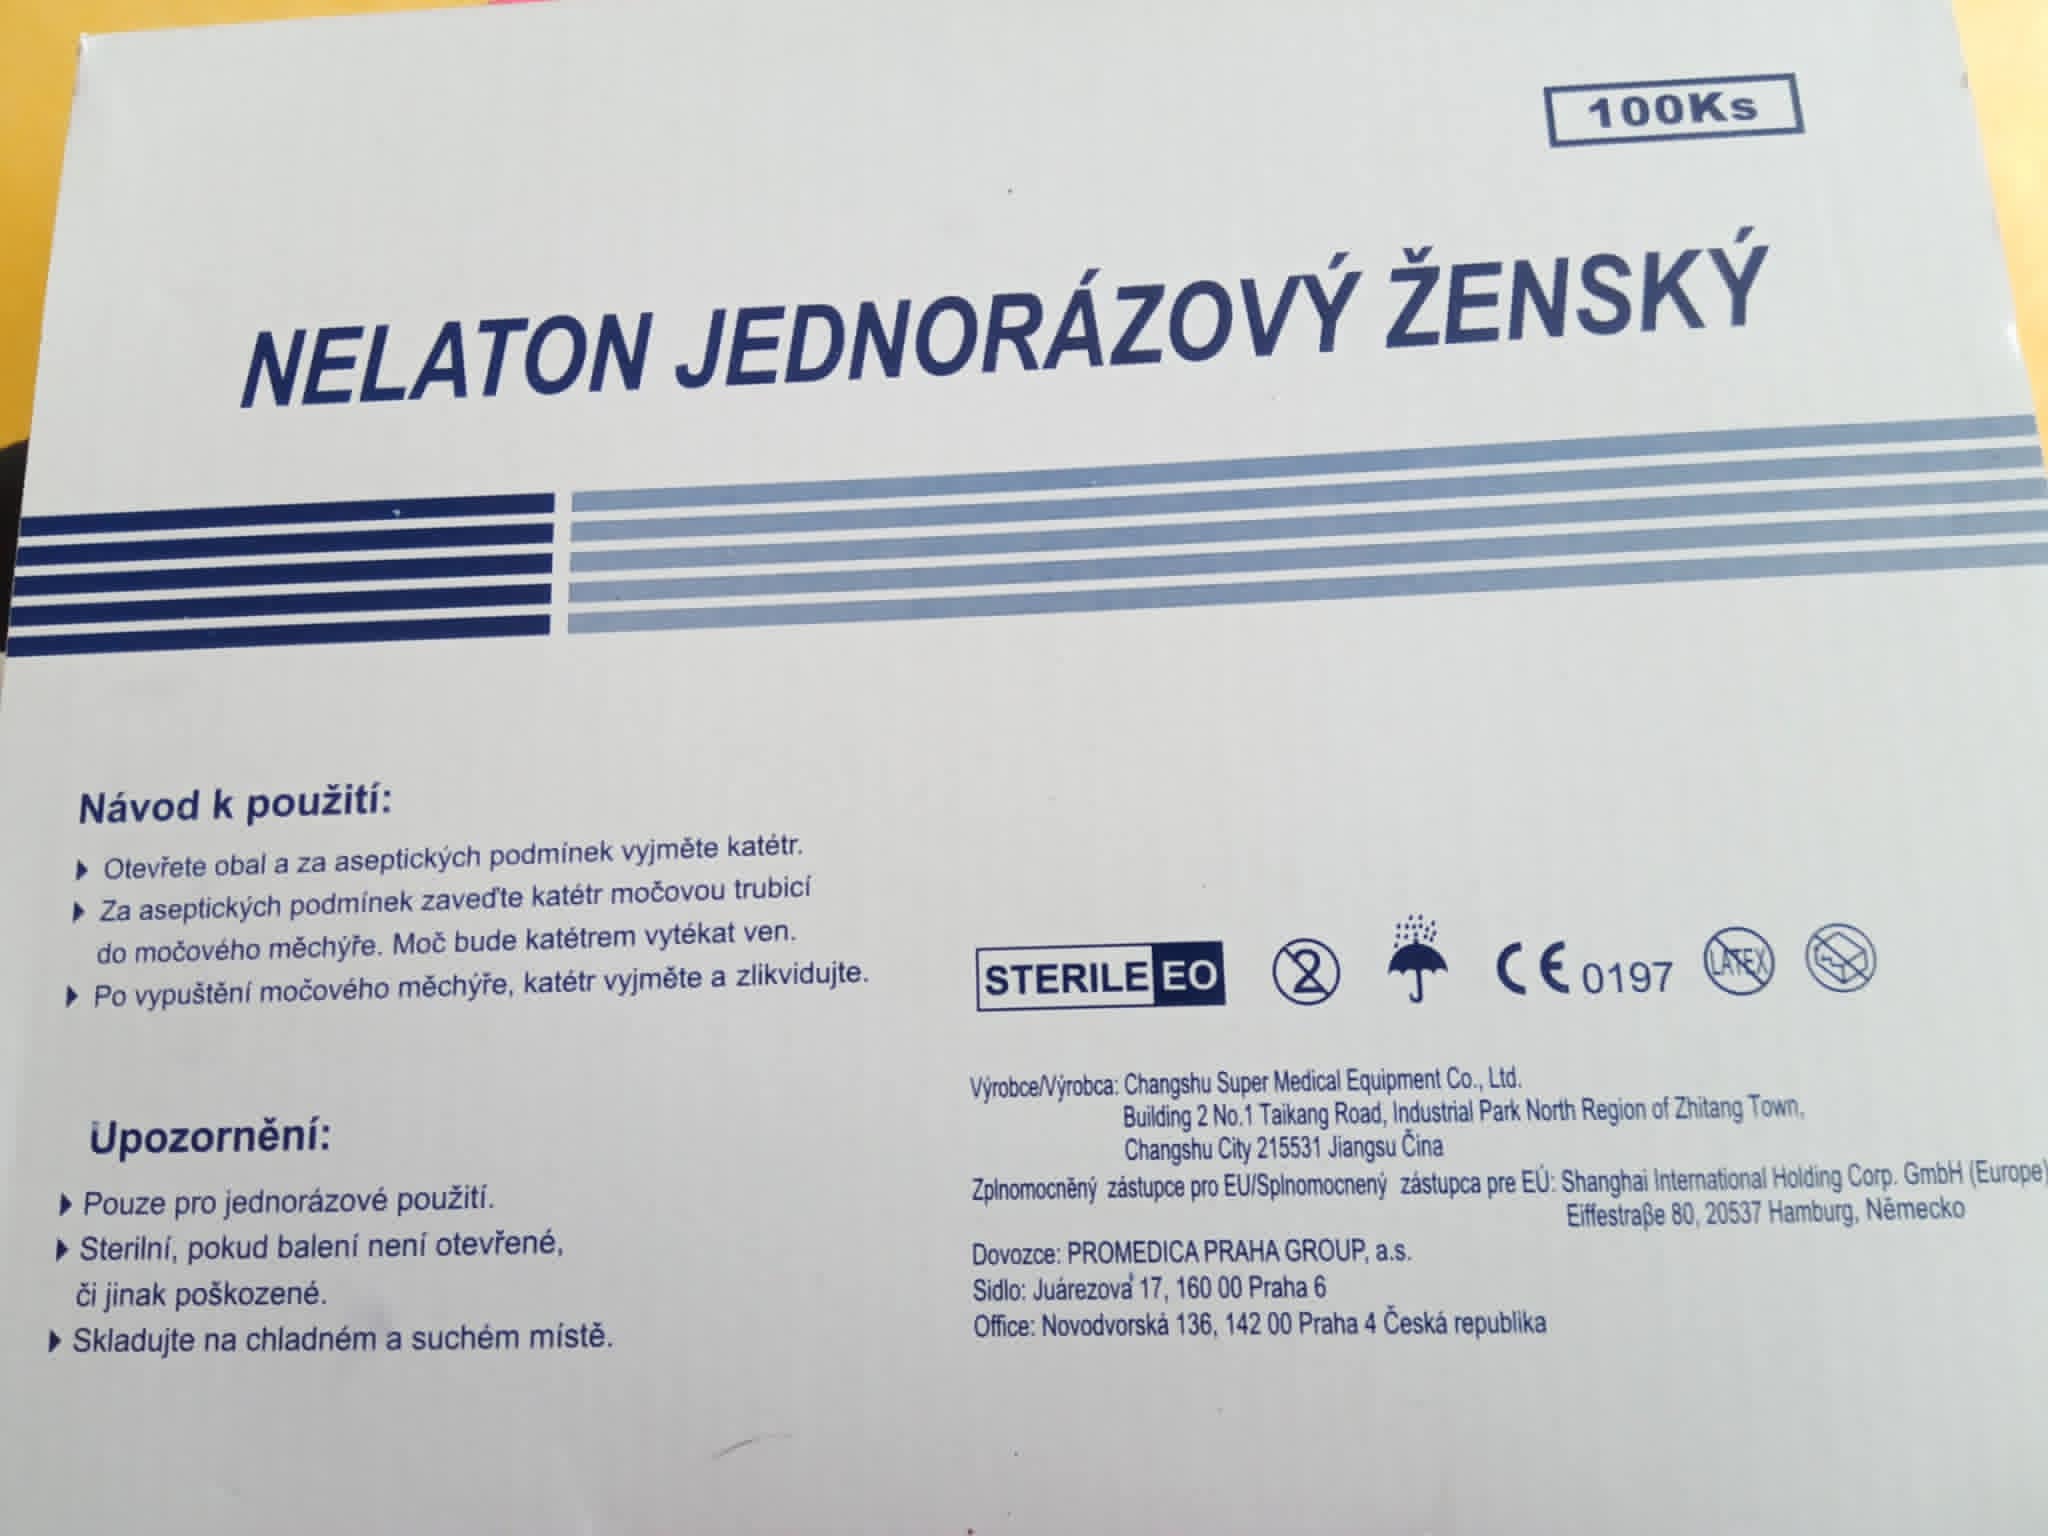 100Ks
NELATON JEDNORÁZOVÝ ŽENSKÝ
Návod k použití:
Otevřete obal a za aseptických podmínek vyjměte katétr.
Za aseptických podmínek zaveďte katétr močovou trubicí
do močového měchýře. Moč bude katétrem vytékat ven.
Po vypuštění močového měchýře, katétr vyjměte a zlikvidujte.
Upozornění:
Pouze pro jednorázové použití.
Sterilní, pokud balení není otevřené,
či jinak poškozené.
Skladujte na chladném a suchém místě.
STERILE EO 2 CE 0197 LATEX
Výrobce/Výrobca: Changshu Super Medical Equipment Co., Ltd.
Building 2 No.1 Taikang Road, Industrial Park North Region of Zhitang Town,
Changshu City 215531 Jiangsu Čina
Zplnomocněný zástupce pro EU/Splnomocnený zástupca pre EÚ: Shanghai International Holding Corp. GmbH (Europe)
Eiffestraβe 80, 20537 Hamburg, Německo
Dovozce: PROMEDICA PRAHA GROUP, a.s.
Sidlo: Juárezova 17, 160 00 Praha 6
Office: Novodvorská 136, 142 00 Praha 4 Česká republika